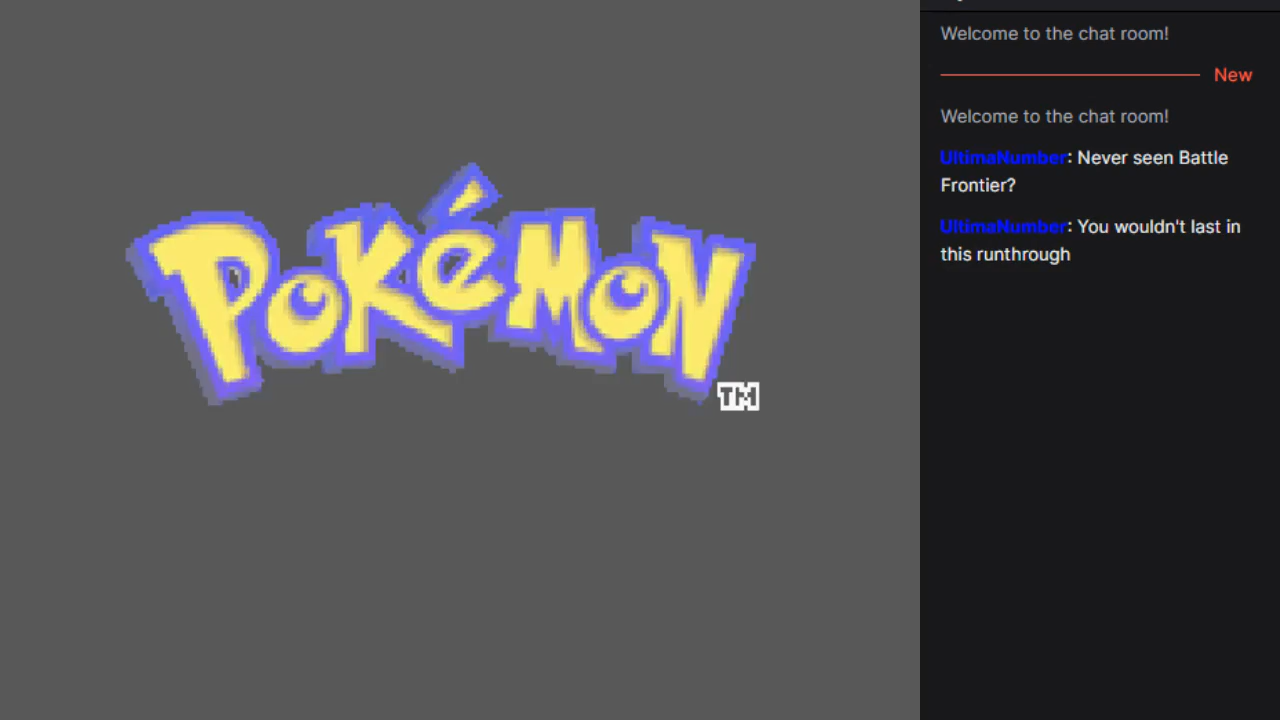 POKéMON
TM
Welcome to the chat room!
New
Welcome to the chat room!
UltimaNumber: Never seen Battle
Frontier?
UltimaNumber: You wouldn't last in
this runthrough